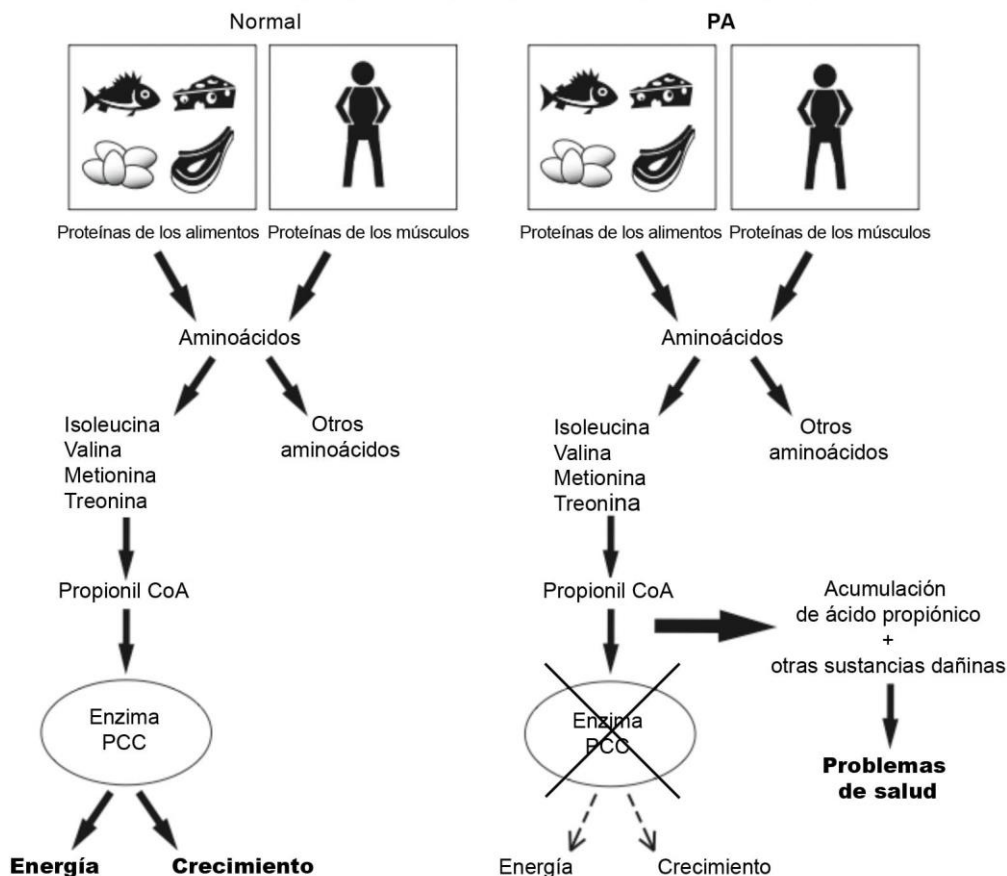 Normal
Proteínas de los alimentos
Proteínas de los músculos
Aminoácidos
Isoleucina
Valina
Metionina
Treonina
Otros
aminoácidos
Propionil CoA
Enzima
PCC
Energía
Crecimiento
PA
Proteínas de los alimentos
Proteínas de los músculos
Aminoácidos
Isoleucina
Valina
Metionina
Treonina
Otros
aminoácidos
Propionil CoA
Acumulación
de ácido propiónico
+
otras sustancias dañinas
Enzima
PCC
Problemas
de salud
Energía
Crecimiento